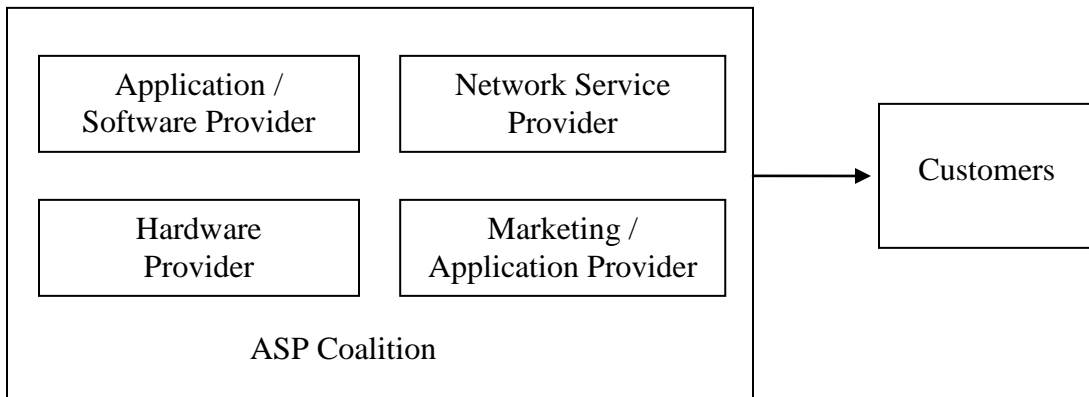 Application /
Software Provider
Network Service
Provider
Customers
Hardware
Provider
Marketing /
Application Provider
ASP Coalition